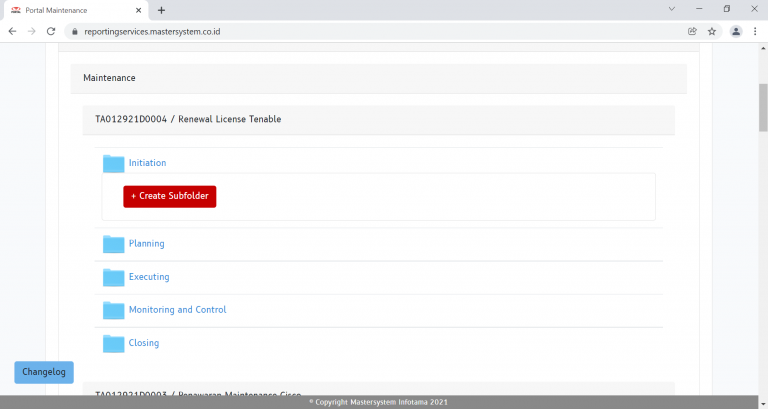 Portal Maintenance
reportingservices.mastersystem.co.id
Maintenance
TA012921D0004 / Renewal License Tenable
Initiation
+ Create Subfolder
Planning
Executing
Monitoring and Control
Closing
Changelog
TA012921D0003 / Penawaran Maintenance Cisco
© Copyright Mastersystem Infotama 2021